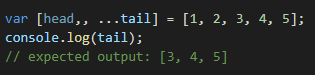 var [head,, ...tail] = [1, 2, 3, 4, 5];
console.log(tail);
// expected output: [3, 4, 5]